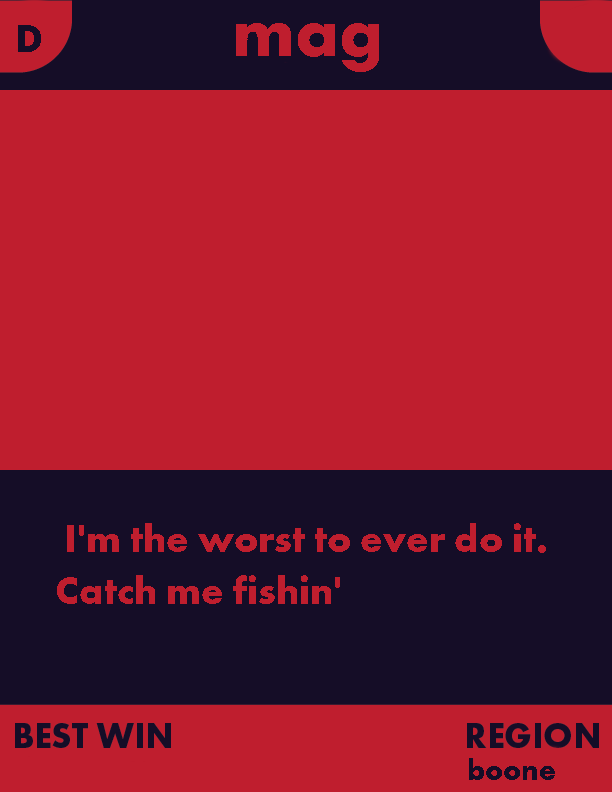 D
mag
I'm the worst to ever do it.
Catch me fishin'
BEST WIN
REGION
boone